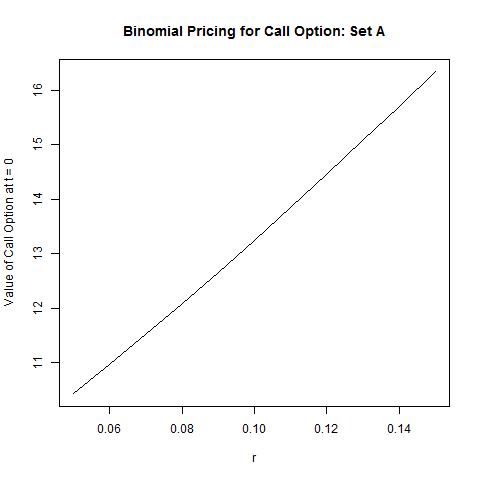 Binomial Pricing for Call Option: Set A
Value of Call Option at t = 0
16
15
14
13
12
11
0.06 0.08 0.10 0.12 0.14
r